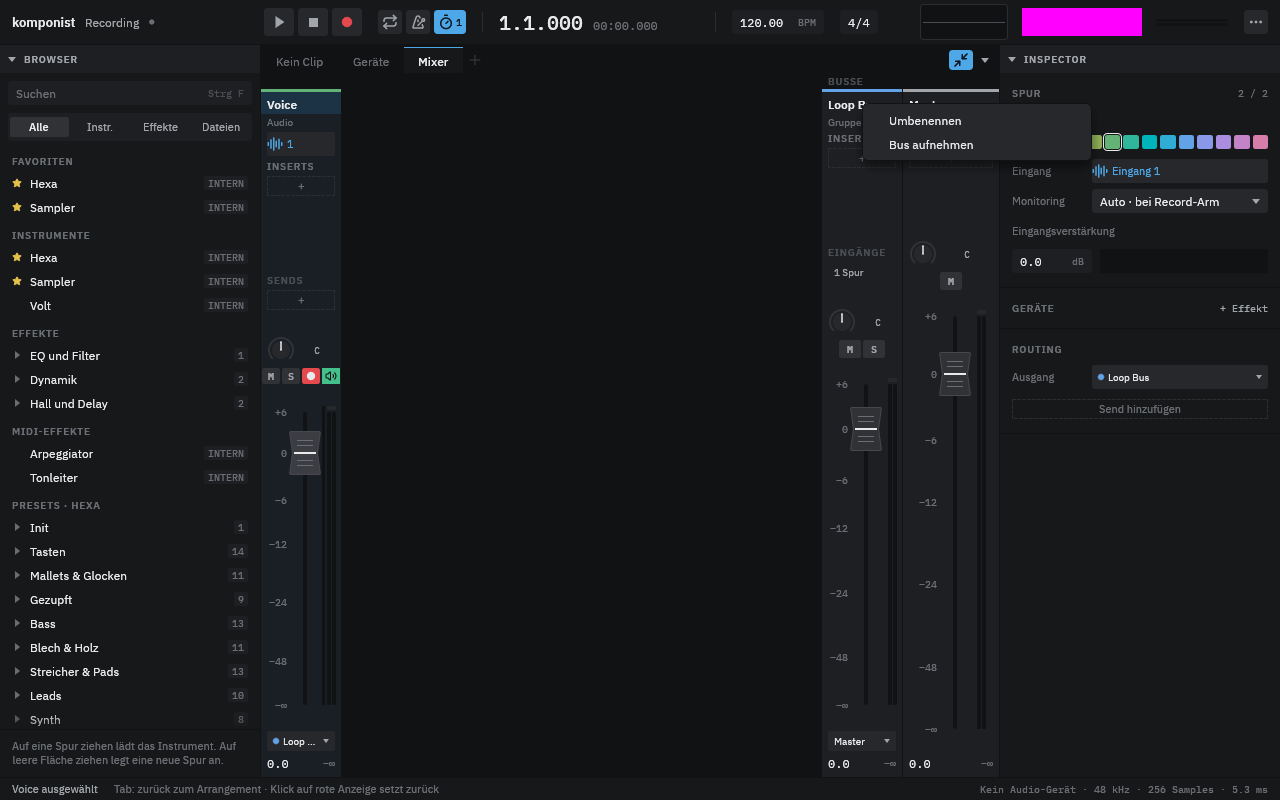 komponist Recording
1
1.1.000 00:00.000
120.00 BPM
4/4
BROWSER
Suchen Strg F
Alle Instr. Effekte Dateien
FAVORITEN
Hexa INTERN
Sampler INTERN
INSTRUMENTE
Hexa INTERN
Sampler INTERN
Volt INTERN
EFFEKTE
EQ und Filter 1
Dynamik 2
Hall und Delay 2
MIDI-EFFEKTE
Arpeggiator INTERN
Tonleiter INTERN
PRESETS · HEXA
Init 1
Tasten 14
Mallets & Glocken 11
Gezupft 9
Bass 13
Blech & Holz 11
Streicher & Pads 13
Leads 10
Synth 8
Auf eine Spur ziehen lädt das Instrument. Auf
leere Fläche ziehen legt eine neue Spur an.
Kein Clip Geräte Mixer +
Voice
Audio
1
INSERTS
+
SENDS
+
C
M S
+6
0
−6
−12
−24
−48
−∞
Loop ...
0.0 −∞
BUSSE
Loop B
Gruppe
INSER
EINGÄNGE
1 Spur
C
M S
+6
0
−6
−12
−24
−48
−∞
Master
0.0 −∞
C
M
+6
0
−6
−12
−24
−48
−∞
0.0 −∞
Umbenennen
Bus aufnehmen
INSPECTOR
SPUR 2 / 2
Eingang Eingang 1
Monitoring Auto · bei Record-Arm
Eingangsverstärkung
0.0 dB
GERÄTE + Effekt
ROUTING
Ausgang Loop Bus
Send hinzufügen
Voice ausgewählt Tab: zurück zum Arrangement · Klick auf rote Anzeige setzt zurück
Kein Audio-Gerät · 48 kHz · 256 Samples · 5.3 ms